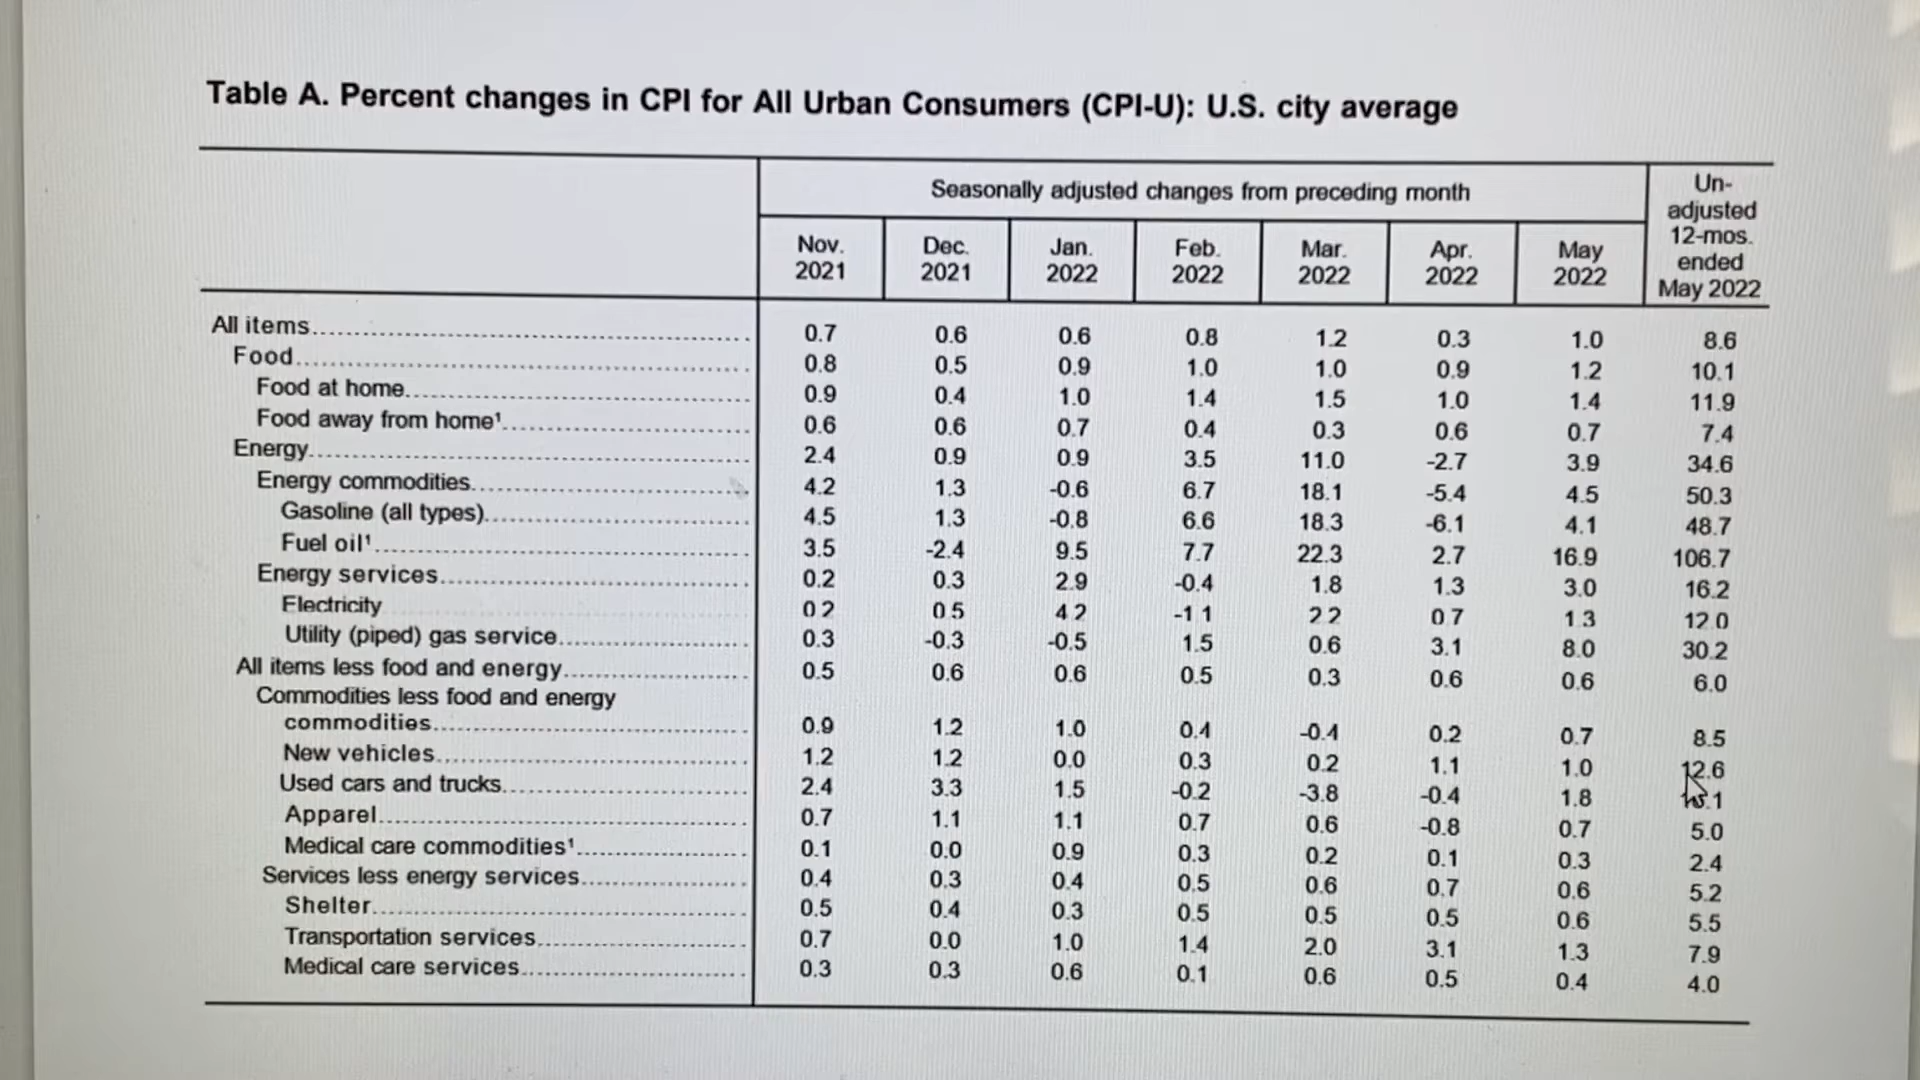 Table A. Percent changes in CPI for All Urban Consumers (CPI-U): U.S. city average
Seasonally adjusted changes from preceding month
Un-
adjusted
12-mos.
ended
May 2022
Nov. 2021 Dec. 2021 Jan. 2022 Feb. 2022 Mar. 2022 Apr. 2022 May 2022
All items 0.7 0.6 0.6 0.8 1.2 0.3 1.0 8.6
Food 0.8 0.5 0.9 1.0 1.0 0.9 1.2 10.1
Food at home 0.9 0.4 1.0 1.4 1.5 1.0 1.4 11.9
Food away from home¹ 0.6 0.6 0.7 0.4 0.3 0.6 0.7 7.4
Energy 2.4 0.9 0.9 3.5 11.0 -2.7 3.9 34.6
Energy commodities 4.2 1.3 -0.6 6.7 18.1 -5.4 4.5 50.3
Gasoline (all types) 4.5 1.3 -0.8 6.6 18.3 -6.1 4.1 48.7
Fuel oil¹ 3.5 -2.4 9.5 7.7 22.3 2.7 16.9 106.7
Energy services 0.2 0.3 2.9 -0.4 1.8 1.3 3.0 16.2
Electricity 0.2 0.5 4.2 -1.1 2.2 0.7 1.3 12.0
Utility (piped) gas service 0.3 -0.3 -0.5 1.5 0.6 3.1 8.0 30.2
All items less food and energy 0.5 0.6 0.6 0.5 0.3 0.6 0.6 6.0
Commodities less food and energy
commodities 0.9 1.2 1.0 0.4 -0.4 0.2 0.7 8.5
New vehicles 1.2 1.2 0.0 0.3 0.2 1.1 1.0 12.6
Used cars and trucks 2.4 3.3 1.5 -0.2 -3.8 -0.4 1.8
Apparel 0.7 1.1 1.1 0.7 0.6 -0.8 0.7 5.0
Medical care commodities¹ 0.1 0.0 0.9 0.3 0.2 0.1 0.3 2.4
Services less energy services 0.4 0.3 0.4 0.5 0.6 0.7 0.6 5.2
Shelter 0.5 0.4 0.3 0.5 0.5 0.5 0.6 5.5
Transportation services 0.7 0.0 1.0 1.4 2.0 3.1 1.3 7.9
Medical care services 0.3 0.3 0.6 0.1 0.6 0.5 0.4 4.0